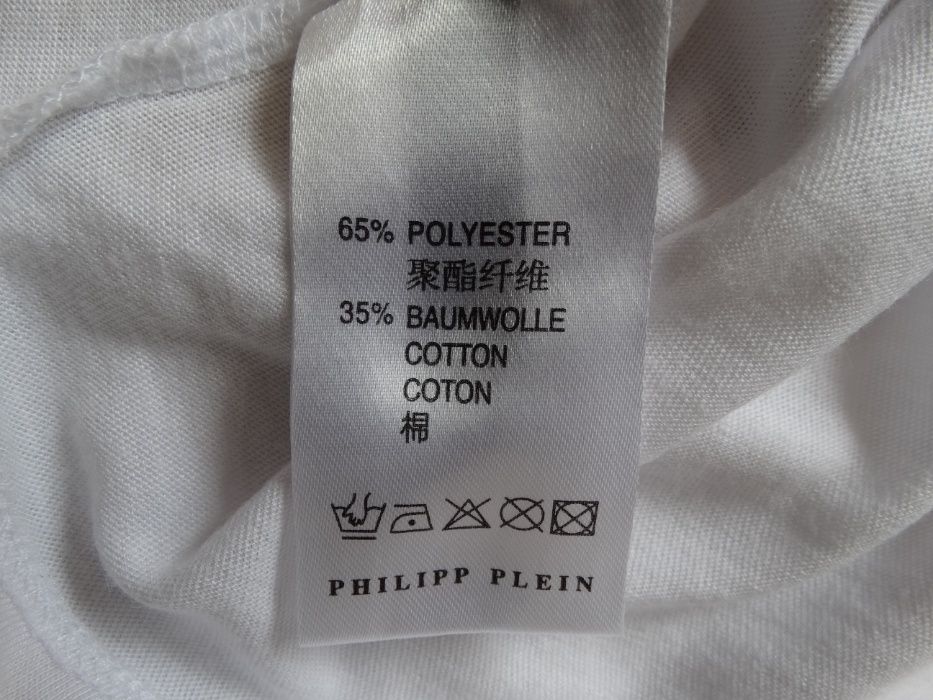 65% POLYESTER
聚酯纤维
35% BAUMWOLLE
COTTON
COTON
棉
PHILIPP PLEIN